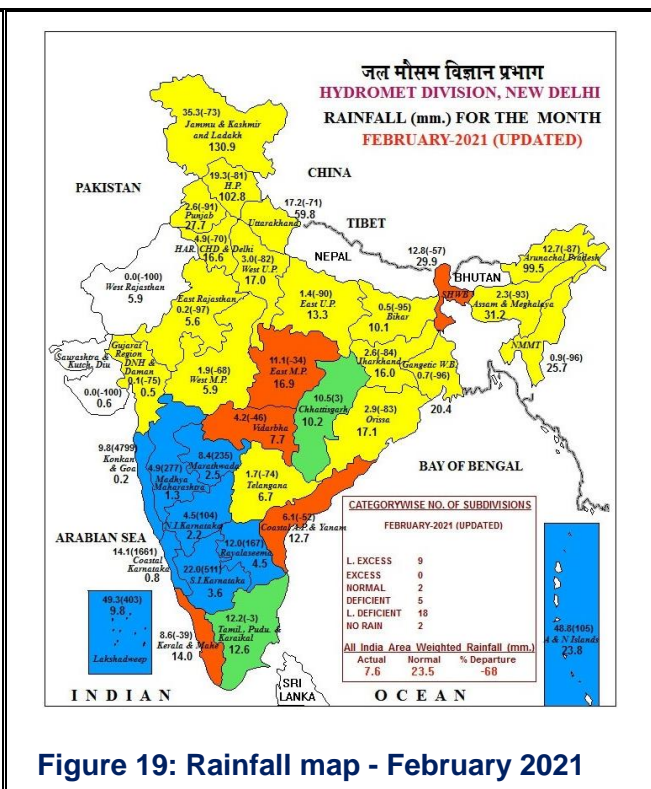 जल मौसम विज्ञान प्रभाग
HYDROMET DIVISION, NEW DELHI
RAINFALL (mm.) FOR THE MONTH
FEBRUARY-2021 (UPDATED)
35.3(-73)
Jammu & Kashmir
and Ladakh
130.9
CHINA
PAKISTAN
19.3(-81)
H.P.
102.8
17.2(-71)
59.8
Uttarakhand
TIBET
2.6(-91)
Punjab
27.7
4.9(-70)
HAR. CHD & Delhi
16.6
3.0(-82)
West U.P.
17.0
NEPAL
12.8(-57)
29.9
SHWB
BHUTAN
12.7(-87)
Arunachal Pradesh
99.5
2.3(-93)
Assam & Meghalaya
31.2
NMMT
0.9(-96)
25.7
0.0(-100)
West Rajasthan
5.9
East Rajasthan
0.2(-97)
5.6
1.4(-90)
East U.P.
13.3
0.5(-95)
Bihar
10.1
Saurashtra &
Kutch, Diu
0.0(-100)
0.6
Gujarat
Region
DNH &
Daman
0.1(-75)
0.5
1.9(-68)
West M.P.
5.9
11.1(-34)
East M.P.
16.9
2.6(-84)
Jharkhand
16.0
Gangetic W.B.
0.7(-96)
20.4
10.5(3)
Chhattisgarh
10.2
4.2(-46)
Vidarbha
7.7
2.9(-83)
Orissa
17.1
9.8(4799)
Konkan
& Goa
0.2
4.9(277)
Madhya
Maharashtra
1.3
8.4(235)
Marathwada
2.5
1.7(-74)
Telangana
6.7
BAY OF BENGAL
ARABIAN SEA
4.5(104)
N.I.Karnataka
2.2
6.1(-52)
Coastal A.P. & Yanam
12.7
12.0(167)
Rayalaseema
4.5
14.1(1661)
Coastal
Karnataka
0.8
22.0(511)
S.I.Karnataka
3.6
49.3(403)
9.8
Lakshadweep
8.6(-39)
Kerala & Mahe
14.0
12.2(-3)
Tamil, Pudu. &
Karaikal
12.6
CATEGORYWISE NO. OF SUBDIVISIONS
FEBRUARY-2021 (UPDATED)
L. EXCESS 9
EXCESS 0
NORMAL 2
DEFICIENT 5
L. DEFICIENT 18
NO RAIN 2
All India Area Weighted Rainfall (mm.)
Actual Normal % Departure
7.6 23.5 -68
48.8(105)
A & N Islands
23.8
SRI
LANKA
INDIAN OCEAN
Figure 19: Rainfall map - February 2021